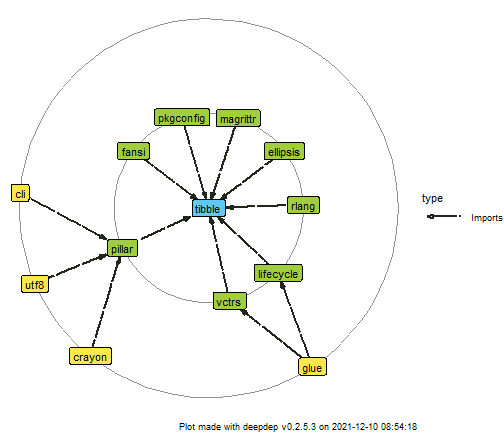 pkgconfig
magrittr
fansi
ellipsis
cli
type
tibble
rlang
Imports
pillar
lifecycle
utf8
vctrs
crayon
glue
Plot made with deepdep v0.2.5.3 on 2021-12-10 08:54:18